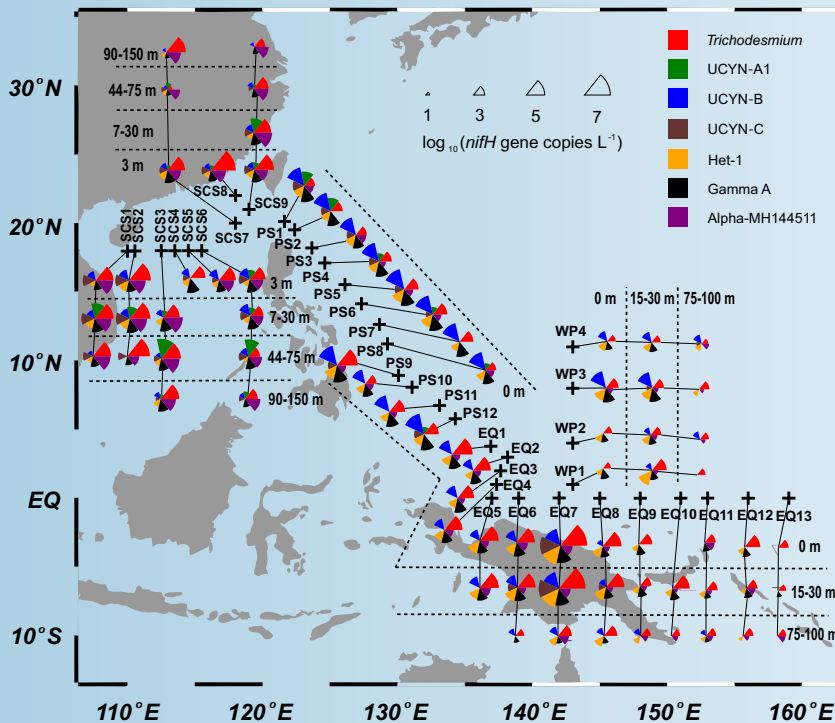 90-150 m
44-75 m
7-30 m
3 m
30°N
20°N
10°N
EQ
10°S
1
3
5
7
log 10 (nifH gene copies L -1)
Trichodesmium
UCYN-A1
UCYN-B
UCYN-C
Het-1
Gamma A
Alpha-MH144511
SCS8
SCS9
SCS7
SCS1
SCS2
SCS3
SCS4
SCS5
SCS6
3 m
7-30 m
44-75 m
90-150 m
PS1
PS2
PS3
PS4
PS5
PS6
PS7
PS8
PS9
PS10
PS11
PS12
0 m
0 m
15-30 m
75-100 m
WP4
WP3
WP2
WP1
EQ1
EQ2
EQ3
EQ4
EQ5
EQ6
EQ7
EQ8
EQ9
EQ10
EQ11
EQ12
EQ13
0 m
15-30 m
75-100 m
110°E
120°E
130°E
140°E
150°E
160°E